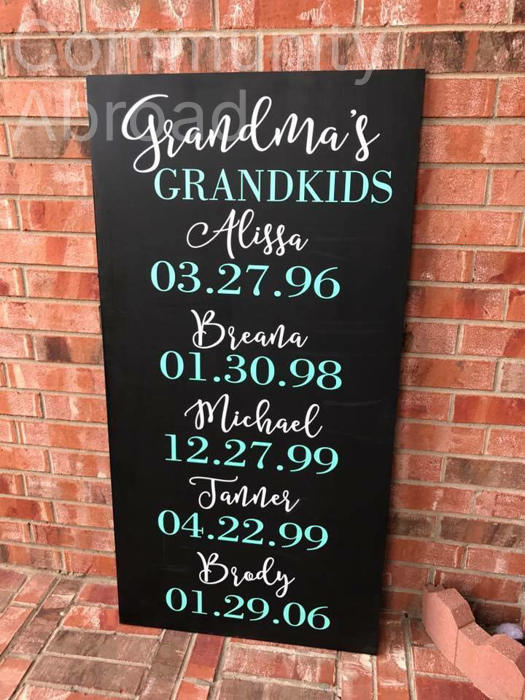 Community
Abroad
Grandma's
GRANDKIDS
Alissa
03.27.96
Breana
01.30.98
Michael
12.27.99
Tanner
04.22.99
Brody
01.29.06